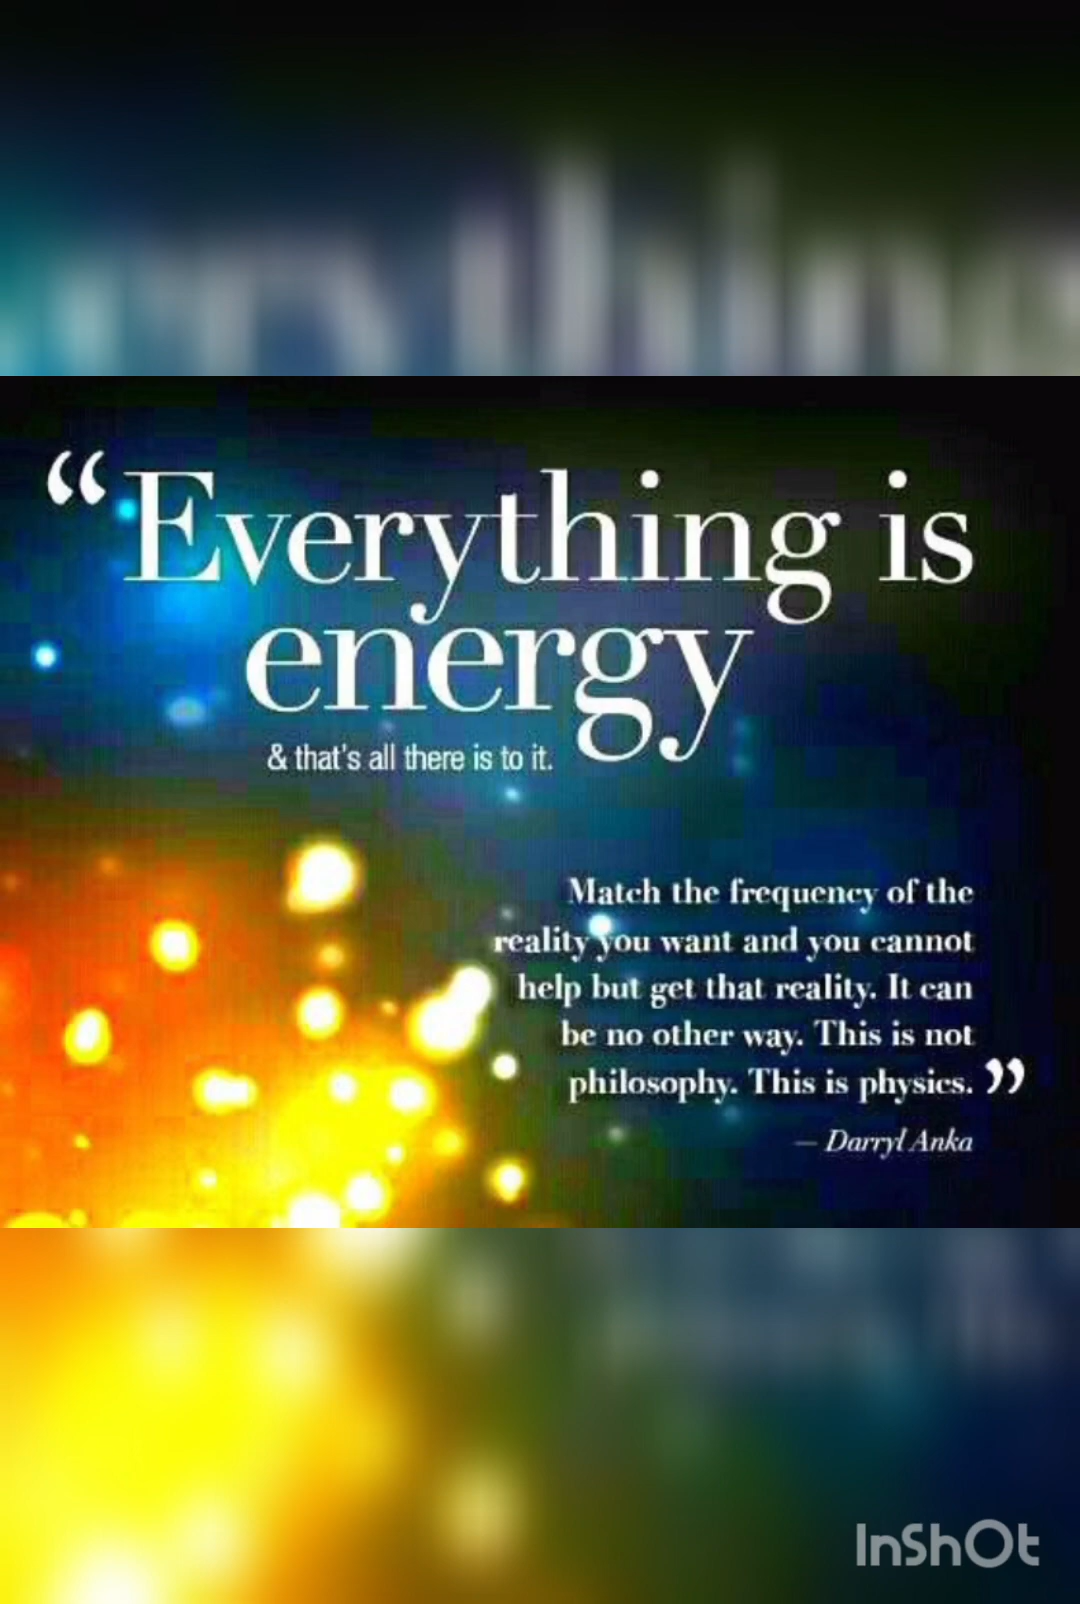 “Everything is
energy
& that's all there is to it.
Match the frequency of the
reality you want and you cannot
help but get that reality. It can
be no other way. This is not
philosophy. This is physics.”
— Darryl Anka
InShOt